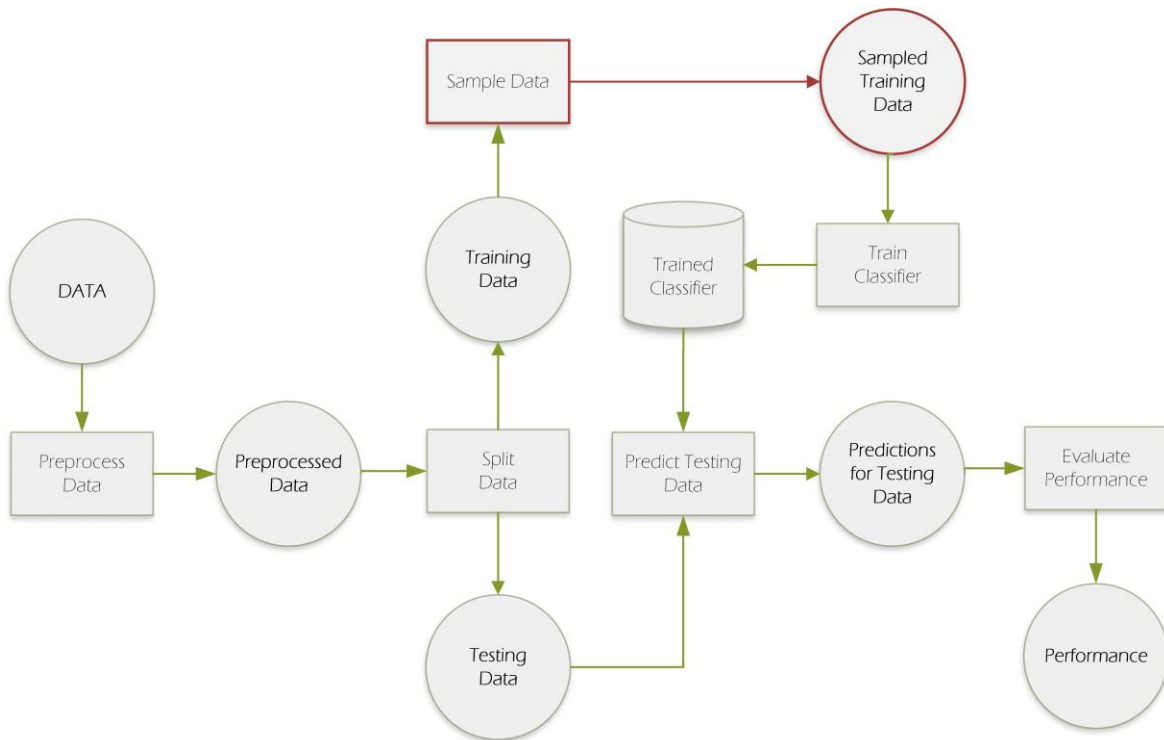 Sample Data
Sampled
Training
Data
Training
Data
Trained
Classifier
Train
Classifier
DATA
Preprocess
Data
Preprocessed
Data
Split
Data
Predict Testing
Data
Predictions
for Testing
Data
Evaluate
Performance
Testing
Data
Performance